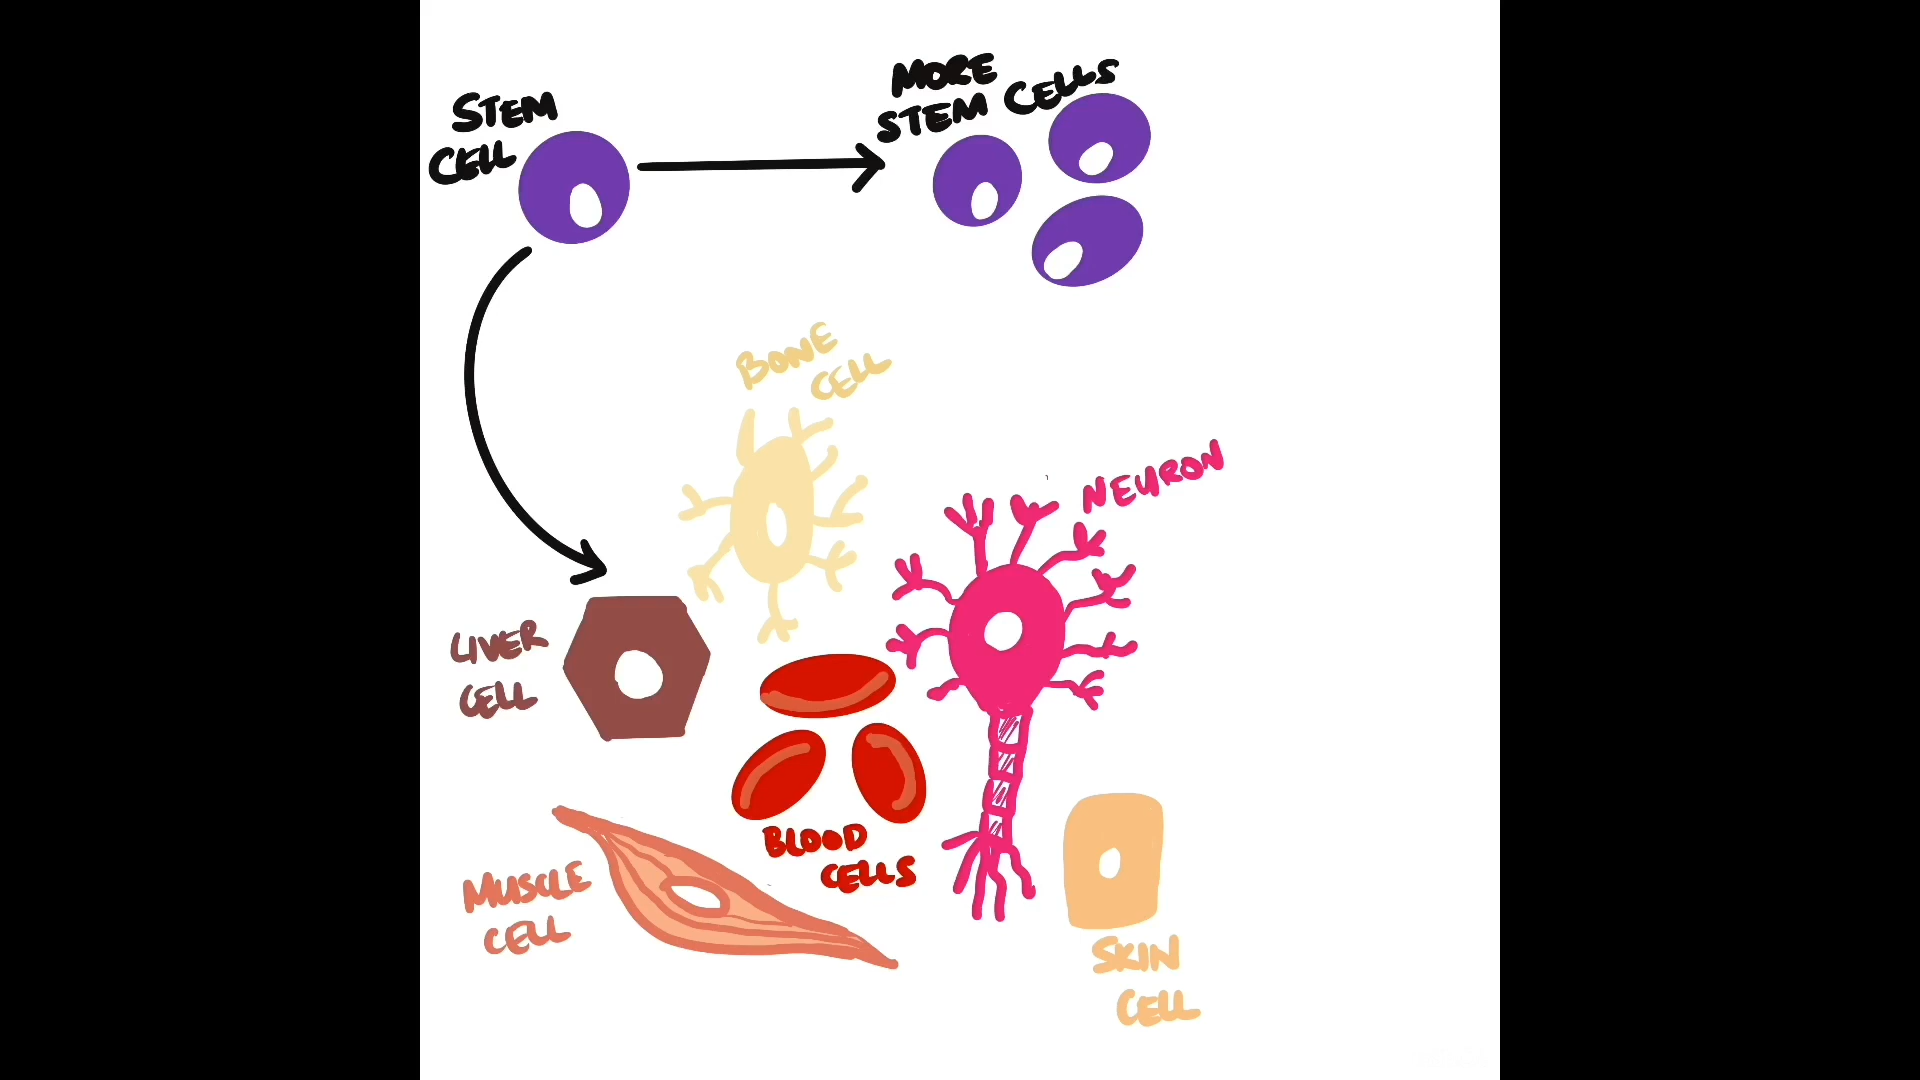 STEM
CELL
MORE
STEM CELLS
BONE
CELL
NEURON
LIVER
CELL
BLOOD
CELLS
MUSCLE
CELL
SKIN
CELL